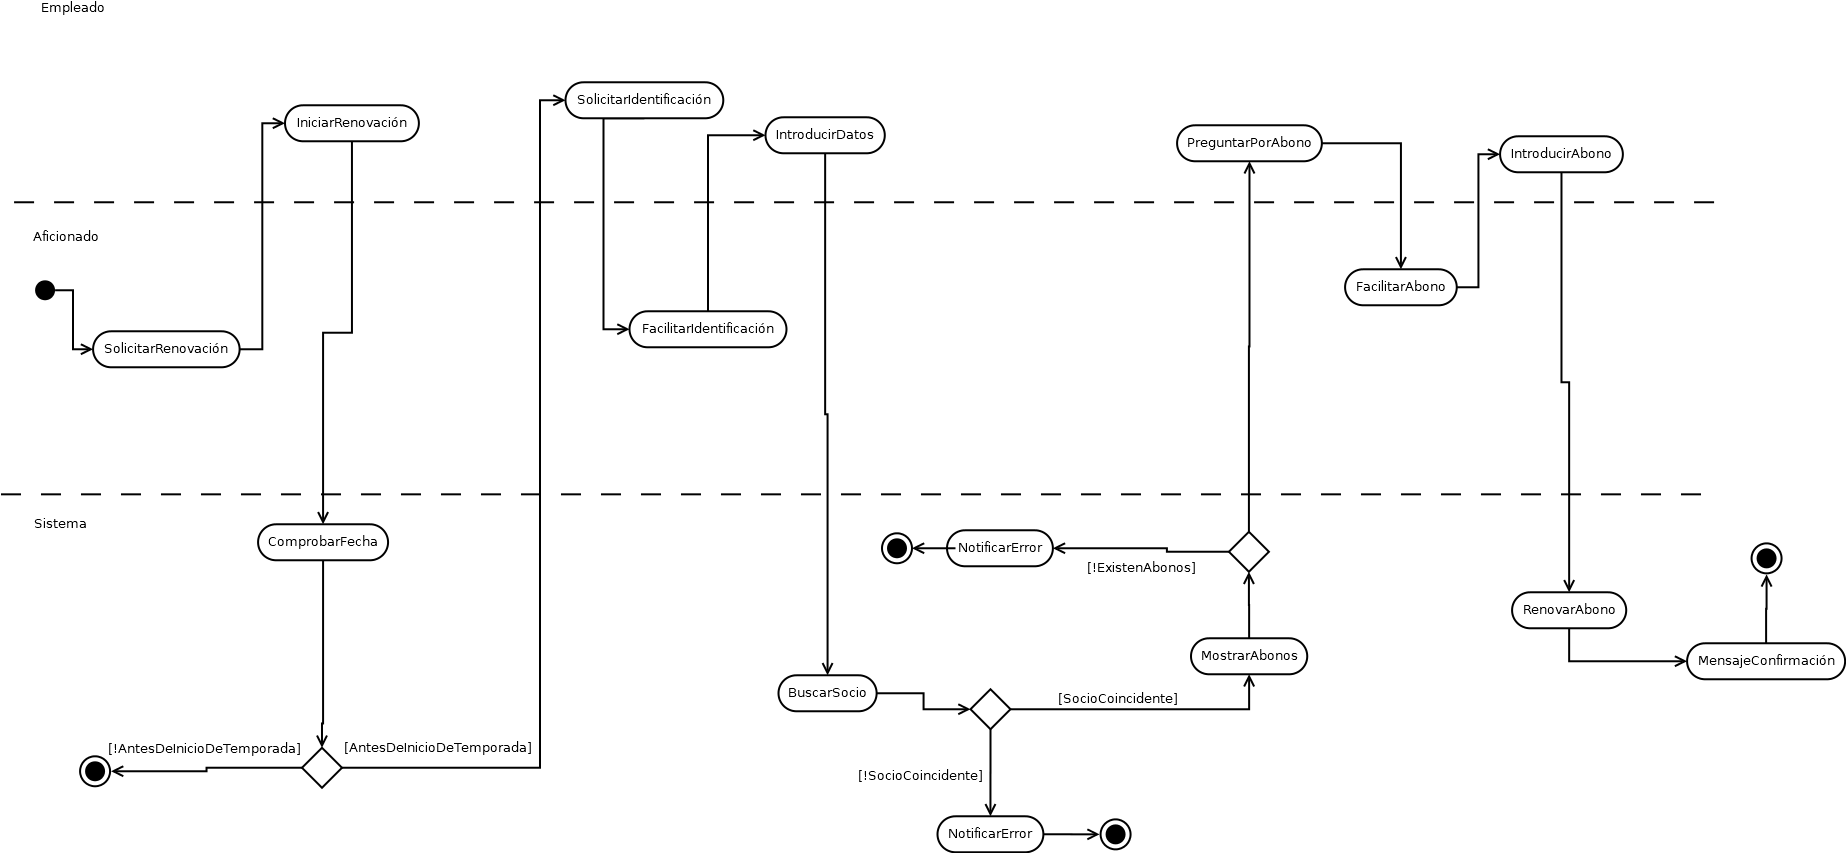 Empleado
SolicitarIdentificación
IniciarRenovación
IntroducirDatos
PreguntarPorAbono
IntroducirAbono
Aficionado
FacilitarAbono
SolicitarRenovación
FacilitarIdentificación
Sistema
ComprobarFecha
NotificarError
[!ExistenAbonos]
RenovarAbono
MostrarAbonos
MensajeConfirmación
BuscarSocio
[SocioCoincidente]
[!AntesDeInicioDeTemporada]
[AntesDeInicioDeTemporada]
[!SocioCoincidente]
NotificarError